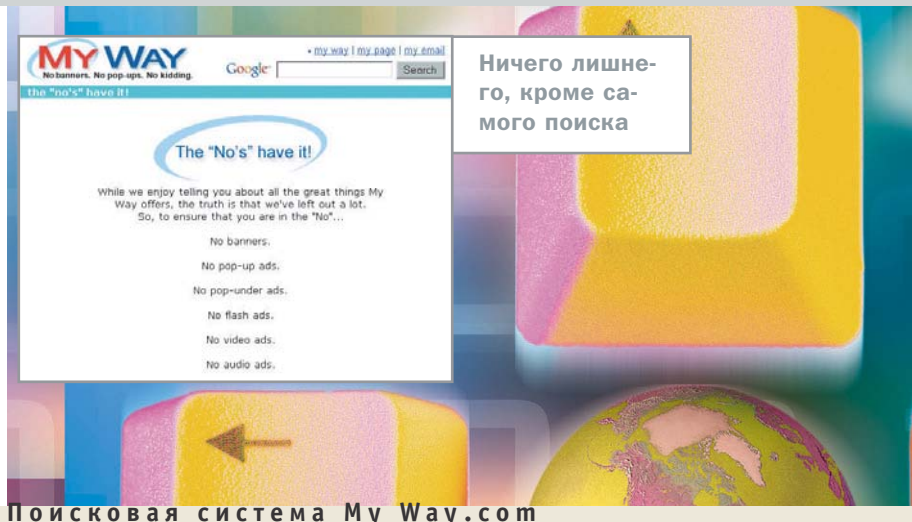 MY WAY
No banners. No pop-ups. No kidding.
• my way | my page | my email
Google
Search
the "no's" have it!
The "No's" have it!
While we enjoy telling you about all the great things My
Way offers, the truth is that we've left out a lot.
So, to ensure that you are in the "No"...
No banners.
No pop-up ads.
No pop-under ads.
No flash ads.
No video ads.
No audio ads.
Ничего лишне-
го, кроме са-
мого поиска
Поисковая система My Way.com